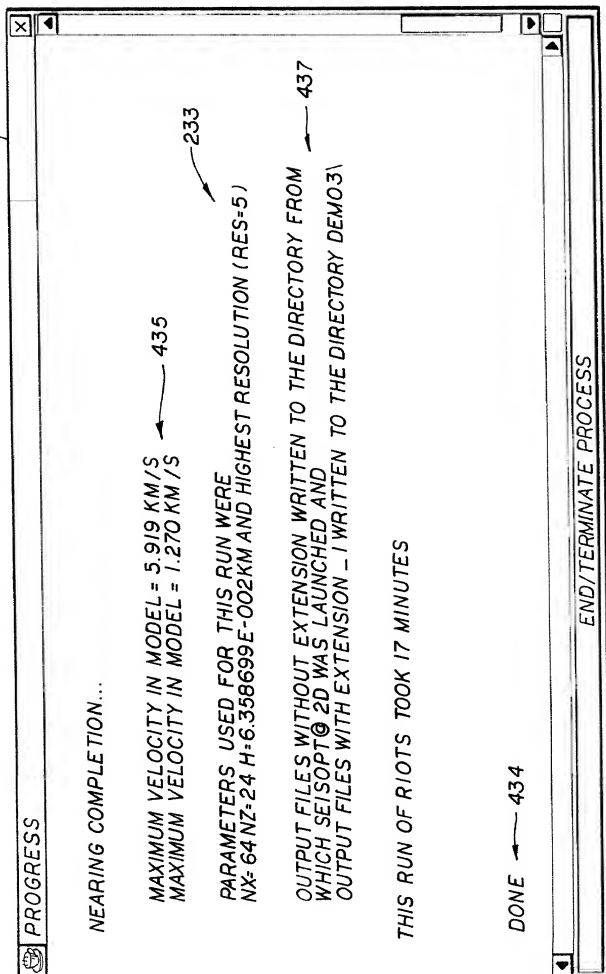 PROGRESS
X
NEARING COMPLETION...
MAXIMUM VELOCITY IN MODEL = 5.919 KM/S
MAXIMUM VELOCITY IN MODEL = 1.270 KM/S
435
PARAMETERS USED FOR THIS RUN WERE
NX= 64 NZ=24 H=6.358699E-002KM AND HIGHEST RESOLUTION (RES=5)
233
OUTPUT FILES WITHOUT EXTENSION WRITTEN TO THE DIRECTORY FROM
WHICH SEISOPT@ 2D WAS LAUNCHED AND
OUTPUT FILES WITH EXTENSION _1 WRITTEN TO THE DIRECTORY DEMO3\
437
THIS RUN OF RIOTS TOOK 17 MINUTES
DONE 434
END/TERMINATE PROCESS